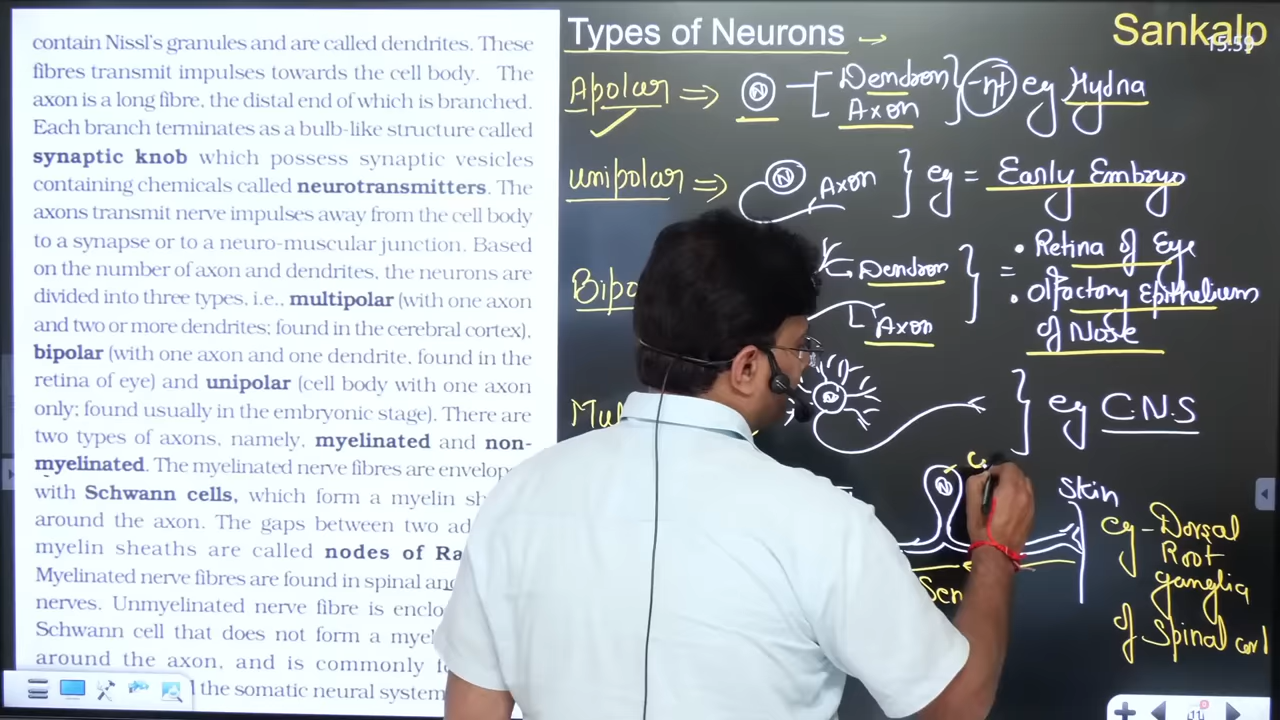 contain Nissl's granules and are called dendrites. These
fibres transmit impulses towards the cell body. The
axon is a long fibre, the distal end of which is branched.
Each branch terminates as a bulb-like structure called
synaptic knob which possess synaptic vesicles
containing chemicals called neurotransmitters. The
axons transmit nerve impulses away from the cell body
to a synapse or to a neuro-muscular junction. Based
on the number of axon and dendrites, the neurons are
divided into three types, i.e., multipolar (with one axon
and two or more dendrites; found in the cerebral cortex),
bipolar (with one axon and one dendrite, found in the
retina of eye) and unipolar (cell body with one axon
only; found usually in the embryonic stage). There are
two types of axons, namely, myelinated and non-
myelinated. The myelinated nerve fibres are envelope
with Schwann cells, which form a myelin sh
around the axon. The gaps between two ad
myelin sheaths are called nodes of Ra
Myelinated nerve fibres are found in spinal an
nerves. Unmyelinated nerve fibre is enclo
Schwann cell that does not form a myel
around the axon, and is commonly f
the somatic neural system
Types of Neurons →
Sankalp
15:59
Apolar ⇒ N [Dendron Axon} -nt eg Hydna
unipolar ⇒ N Axon } eg = Early Embryo
Bipo
Dendron
Axon
= • Retina of Eye
• Olfactory Epithelium
of Nose
Mul
N
} eg C.N.S
N
C
Skin
Sen
eg - Dorsal
Root
ganglia
of Spinal cord
11